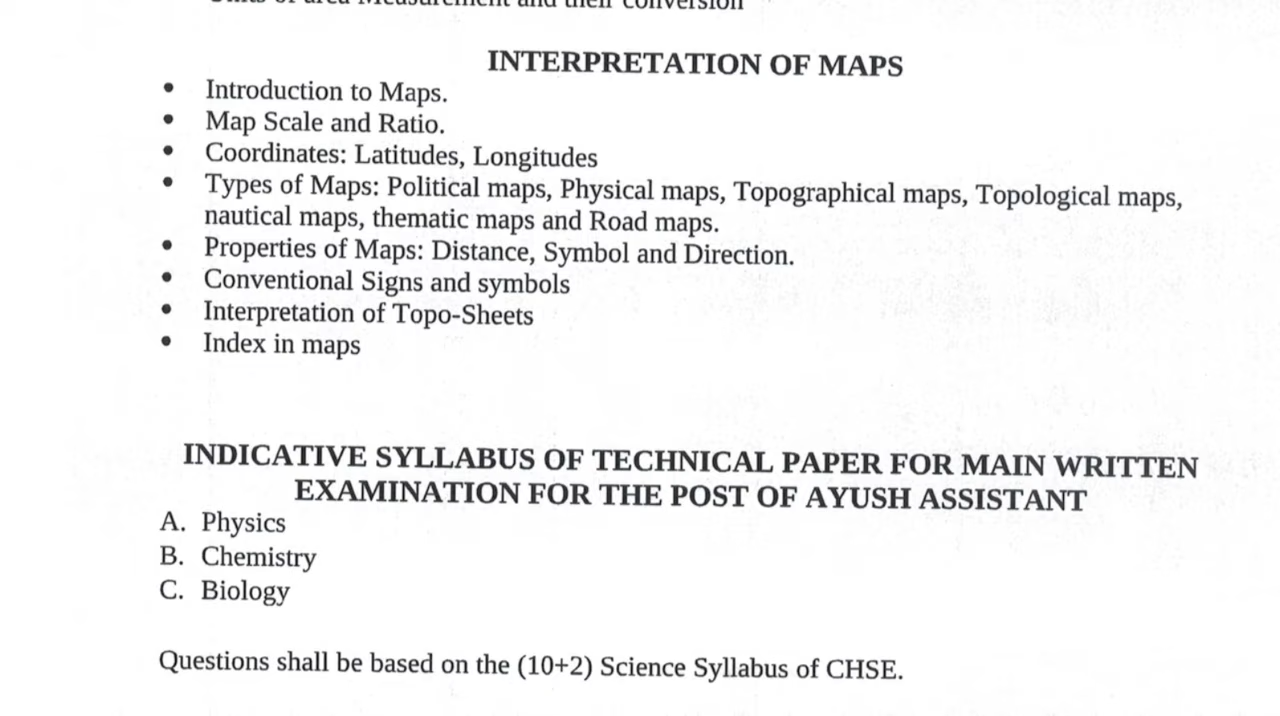 and their conversion
INTERPRETATION OF MAPS
• Introduction to Maps.
• Map Scale and Ratio.
• Coordinates: Latitudes, Longitudes
• Types of Maps: Political maps, Physical maps, Topographical maps, Topological maps,
nautical maps, thematic maps and Road maps.
• Properties of Maps: Distance, Symbol and Direction.
• Conventional Signs and symbols
• Interpretation of Topo-Sheets
• Index in maps
INDICATIVE SYLLABUS OF TECHNICAL PAPER FOR MAIN WRITTEN
EXAMINATION FOR THE POST OF AYUSH ASSISTANT
A. Physics
B. Chemistry
C. Biology
Questions shall be based on the (10+2) Science Syllabus of CHSE.